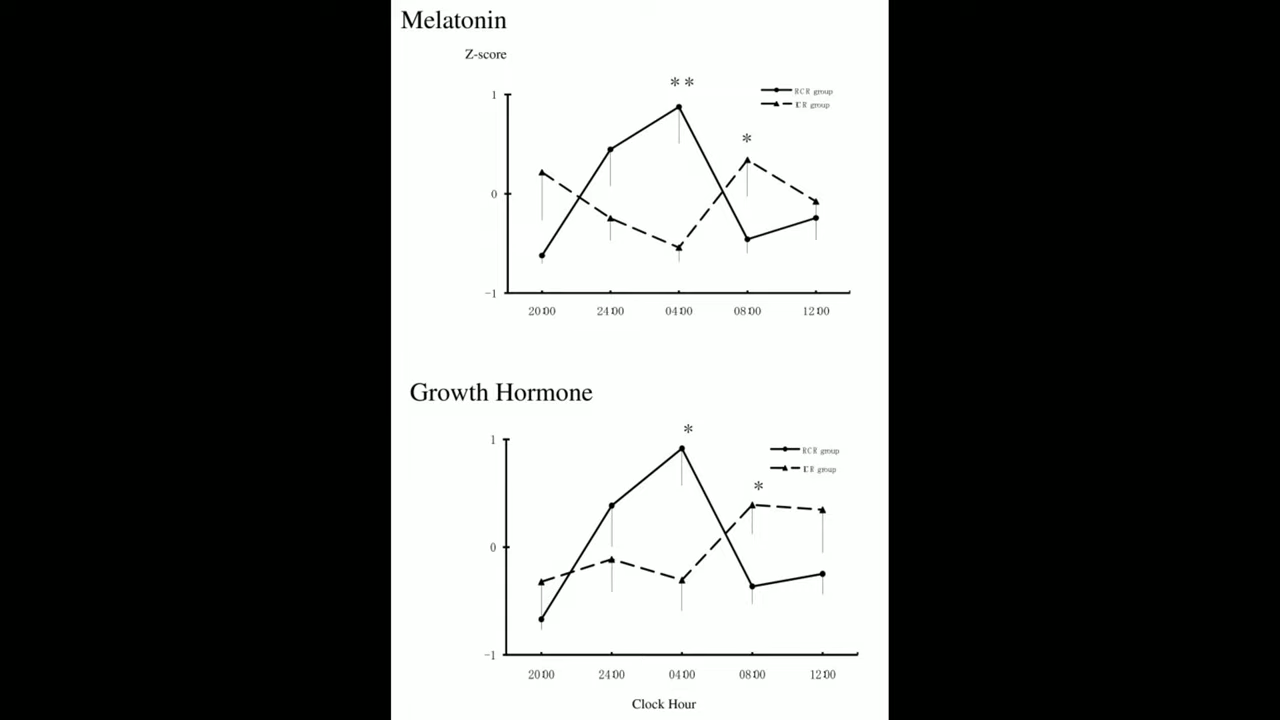 Melatonin
Z-score
**
RCR group
ICR group
*
1
0
-1
20:00 24:00 04:00 08:00 12:00
Growth Hormone
*
RCR group
ICR group
*
1
0
-1
20:00 24:00 04:00 08:00 12:00
Clock Hour